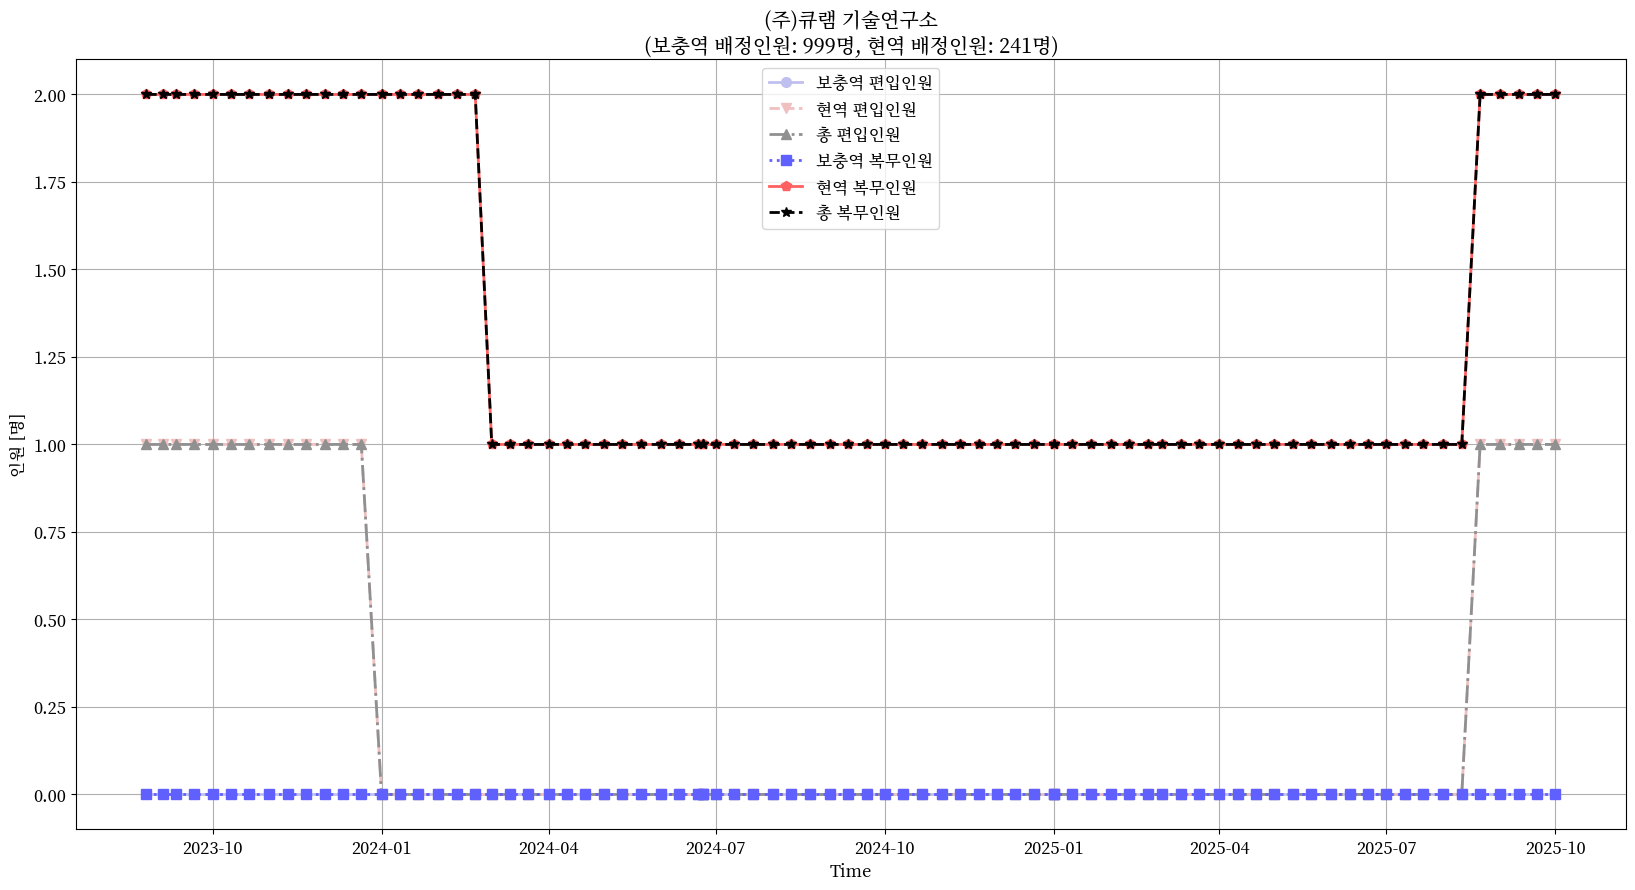 (주)큐램 기술연구소
(보충역 배정인원: 999명, 현역 배정인원: 241명)
보충역 편입인원
현역 편입인원
총 편입인원
보충역 복무인원
현역 복무인원
총 복무인원
인원 [명]
2.00
1.75
1.50
1.25
1.00
0.75
0.50
0.25
0.00
2023-10
2024-01
2024-04
2024-07
2024-10
2025-01
2025-04
2025-07
2025-10
Time